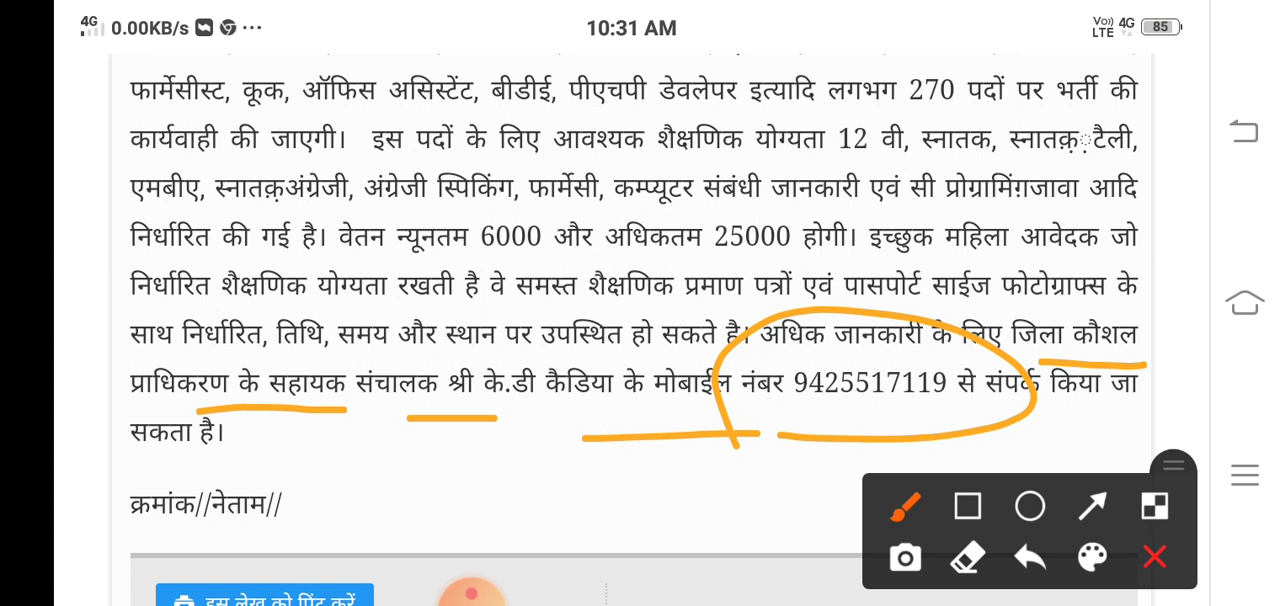 4G 0.00KB/s ... 10:31 AM Vo) LTE 4G 85
फार्मेसीस्ट, कूक, ऑफिस असिस्टेंट, बीडीई, पीएचपी डेवलेपर इत्यादि लगभग 270 पदों पर भर्ती की
कार्यवाही की जाएगी। इस पदों के लिए आवश्यक शैक्षणिक योग्यता 12 वी, स्नातक, स्नातक़़टैली,
एमबीए, स्नातक़अंग्रेजी, अंग्रेजी स्पिकिंग, फार्मेसी, कम्प्यूटर संबंधी जानकारी एवं सी प्रोग्रामिंग़जावा आदि
निर्धारित की गई है। वेतन न्यूनतम 6000 और अधिकतम 25000 होगी। इच्छुक महिला आवेदक जो
निर्धारित शैक्षणिक योग्यता रखती है वे समस्त शैक्षणिक प्रमाण पत्रों एवं पासपोर्ट साईज फोटोग्राफ्स के
साथ निर्धारित, तिथि, समय और स्थान पर उपस्थित हो सकते है। अधिक जानकारी के लिए जिला कौशल
प्राधिकरण के सहायक संचालक श्री के.डी कैडिया के मोबाईल नंबर 9425517119 से संपर्क किया जा
सकता है।
क्रमांक//नेताम//
इस लेख को प्रिंट करें